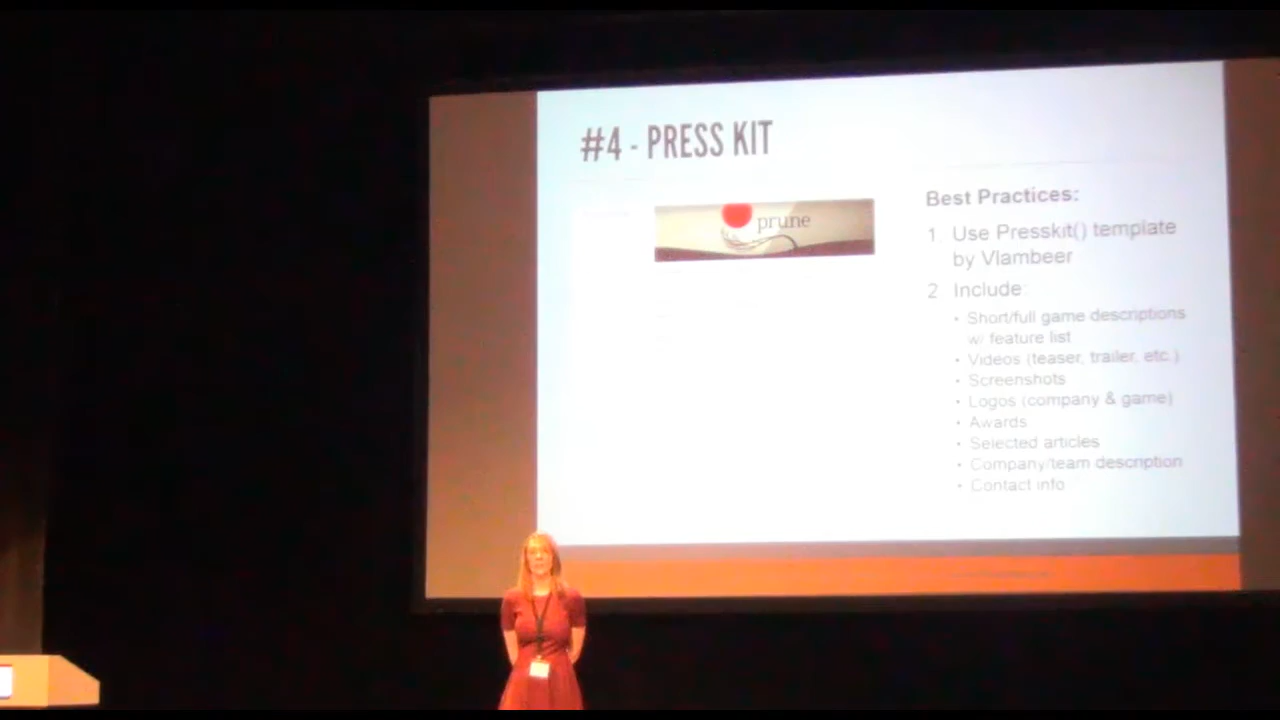 #4 - PRESS KIT
prune
Best Practices:
1. Use Presskit() template
by Vlambeer
2 Include:
• Short/full game descriptions
w/ feature list
• Videos (teaser, trailer, etc.)
• Screenshots
• Logos (company & game)
• Awards
• Selected articles
• Company/team description
• Contact info